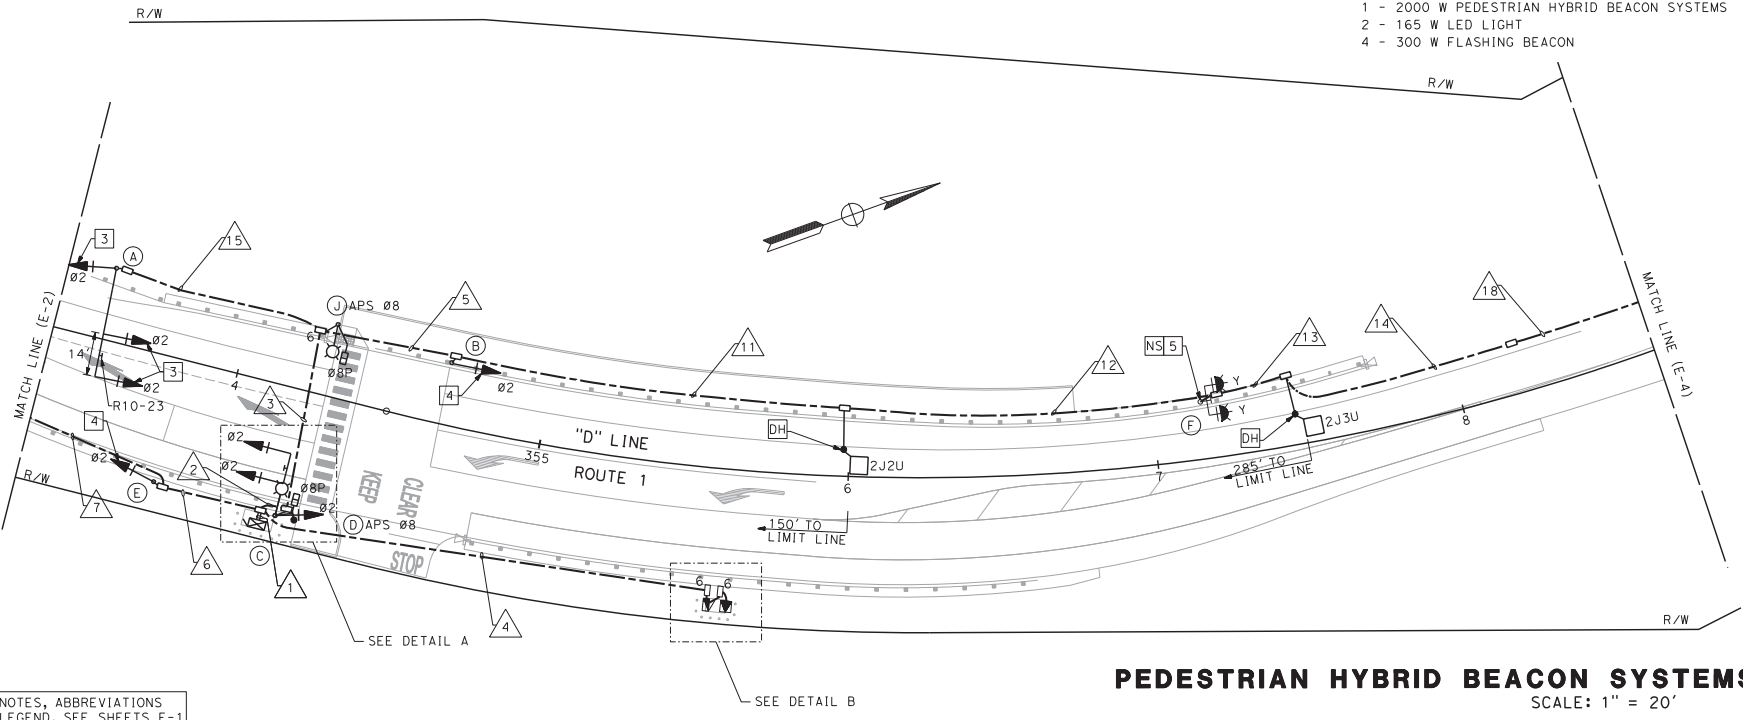 R/W
1 - 2000 W PEDESTRIAN HYBRID BEACON SYSTEMS
2 - 165 W LED LIGHT
4 - 300 W FLASHING BEACON
R/W
MATCH LINE (E-2)
MATCH LINE (E-4)
3
A
Ø2
15
J APS Ø8
5
6
Ø8P
B
4
Ø2
11
12
NS 5
Y
Y
F
13
14
18
14'
Ø2
3
Ø2
R10-23
4
3
4
Ø2
Ø2
Ø2
2
Ø8P
Ø2
E
7
6
C
1
D APS Ø8
KEEP
CLEAR
STOP
355
"D" LINE
ROUTE 1
DH
2J2U
6
150' TO
LIMIT LINE
7
DH
2J3U
285' TO
LIMIT LINE
8
R/W
4
6 6
SEE DETAIL A
SEE DETAIL B
R/W
PEDESTRIAN HYBRID BEACON SYSTEMS
SCALE: 1" = 20'
NOTES, ABBREVIATIONS
LEGEND, SEE SHEETS E-1